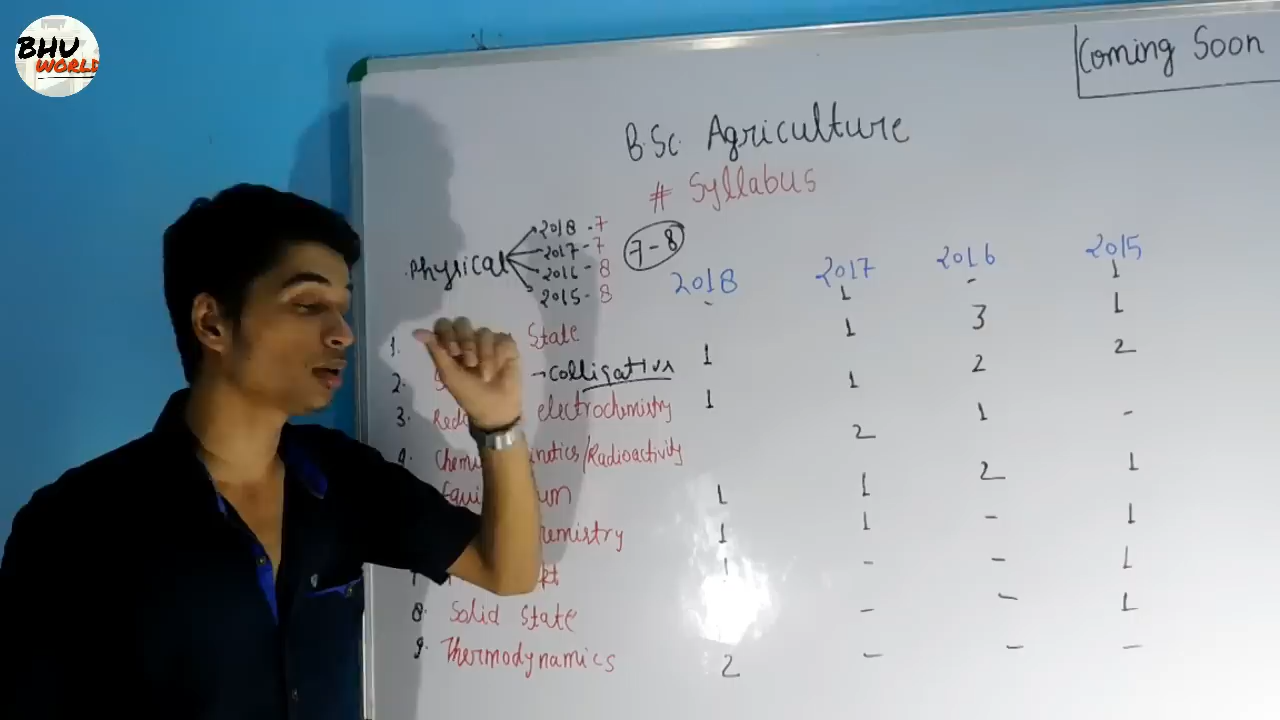 BHU
WORLD
Coming Soon
B.Sc. Agriculture
# Syllabus
Physical
2018 - 7
2017 - 7
2016 - 8
2015 - 8
7-8
2018 2017 2016 2015
- 1 - 1
1. State 1 3 1
2. → colligative 1 2 2
3. electrochemistry 1 1 1 -
/Radioactivity 2 2 1
1 1 - 1
1 1 - 1
1 - - 1
8. Solid State - - 1
9. Thermodynamics 2 - - -